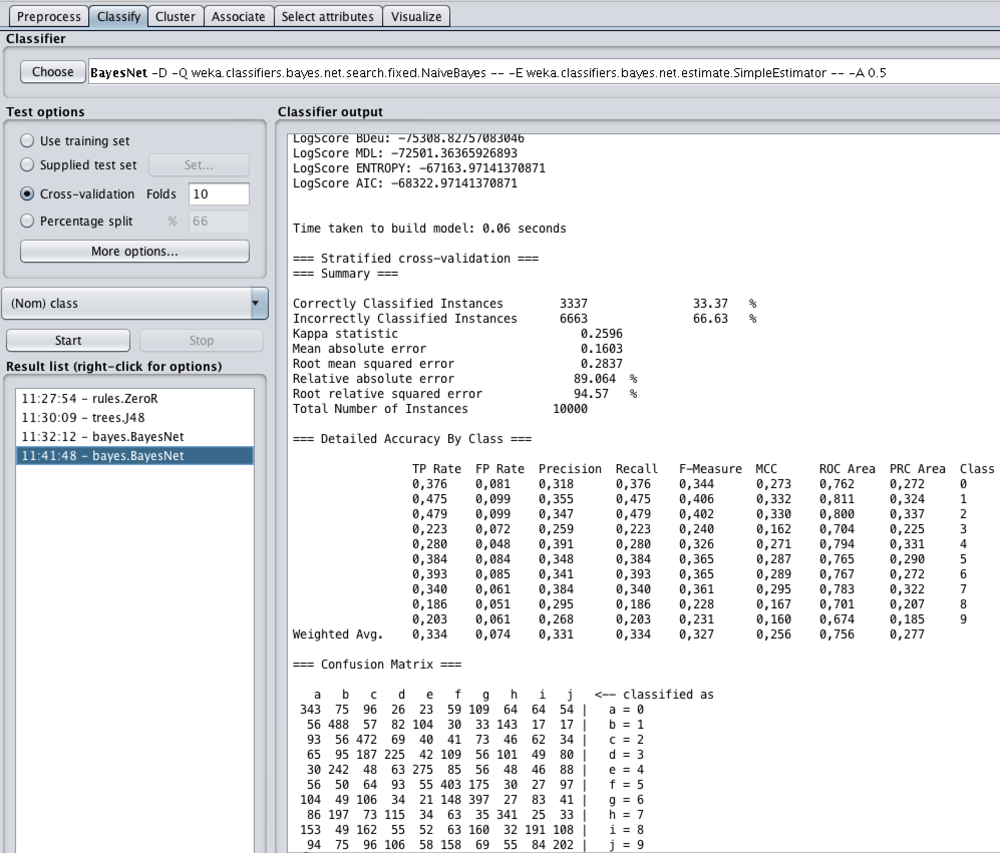 Preprocess Classify Cluster Associate Select attributes Visualize
Classifier
Choose BayesNet -D -Q weka.classifiers.bayes.net.search.fixed.NaiveBayes -- -E weka.classifiers.bayes.net.estimate.SimpleEstimator -- -A 0.5
Test options
Use training set
Supplied test set Set...
Cross-validation Folds 10
Percentage split % 66
More options...
(Nom) class
Start Stop
Result list (right-click for options)
11:27:54 - rules.ZeroR
11:30:09 - trees.J48
11:32:12 - bayes.BayesNet
11:41:48 - bayes.BayesNet
Classifier output
LogScore BDeu: -75308.82757083046
LogScore MDL: -72501.36365926893
LogScore ENTROPY: -67163.97141370871
LogScore AIC: -68322.97141370871
Time taken to build model: 0.06 seconds
=== Stratified cross-validation ===
=== Summary ===
Correctly Classified Instances 3337 33.37 %
Incorrectly Classified Instances 6663 66.63 %
Kappa statistic 0.2596
Mean absolute error 0.1603
Root mean squared error 0.2837
Relative absolute error 89.064 %
Root relative squared error 94.57 %
Total Number of Instances 10000
=== Detailed Accuracy By Class ===
TP Rate FP Rate Precision Recall F-Measure MCC ROC Area PRC Area Class
0,376 0,081 0,318 0,376 0,344 0,273 0,762 0,272 0
0,475 0,099 0,355 0,475 0,406 0,332 0,811 0,324 1
0,479 0,099 0,347 0,479 0,402 0,330 0,800 0,337 2
0,223 0,072 0,259 0,223 0,240 0,162 0,704 0,225 3
0,280 0,048 0,391 0,280 0,326 0,271 0,794 0,331 4
0,384 0,084 0,348 0,384 0,365 0,287 0,765 0,290 5
0,393 0,085 0,341 0,393 0,365 0,289 0,767 0,272 6
0,340 0,061 0,384 0,340 0,361 0,295 0,783 0,322 7
0,186 0,051 0,295 0,186 0,228 0,167 0,701 0,207 8
0,203 0,061 0,268 0,203 0,231 0,160 0,674 0,185 9
Weighted Avg. 0,334 0,074 0,331 0,334 0,327 0,256 0,756 0,277
=== Confusion Matrix ===
a b c d e f g h i j <-- classified as
343 75 96 26 23 59 109 64 64 54 | a = 0
56 488 57 82 104 30 33 143 17 17 | b = 1
93 56 472 69 40 41 73 46 62 34 | c = 2
65 95 187 225 42 109 56 101 49 80 | d = 3
30 242 48 63 275 85 56 48 46 88 | e = 4
56 50 64 93 55 403 175 30 27 97 | f = 5
104 49 106 34 21 148 397 27 83 41 | g = 6
86 197 73 115 34 63 35 341 25 33 | h = 7
153 49 162 55 52 63 160 32 191 108 | i = 8
94 75 96 106 58 158 69 55 84 202 | j = 9